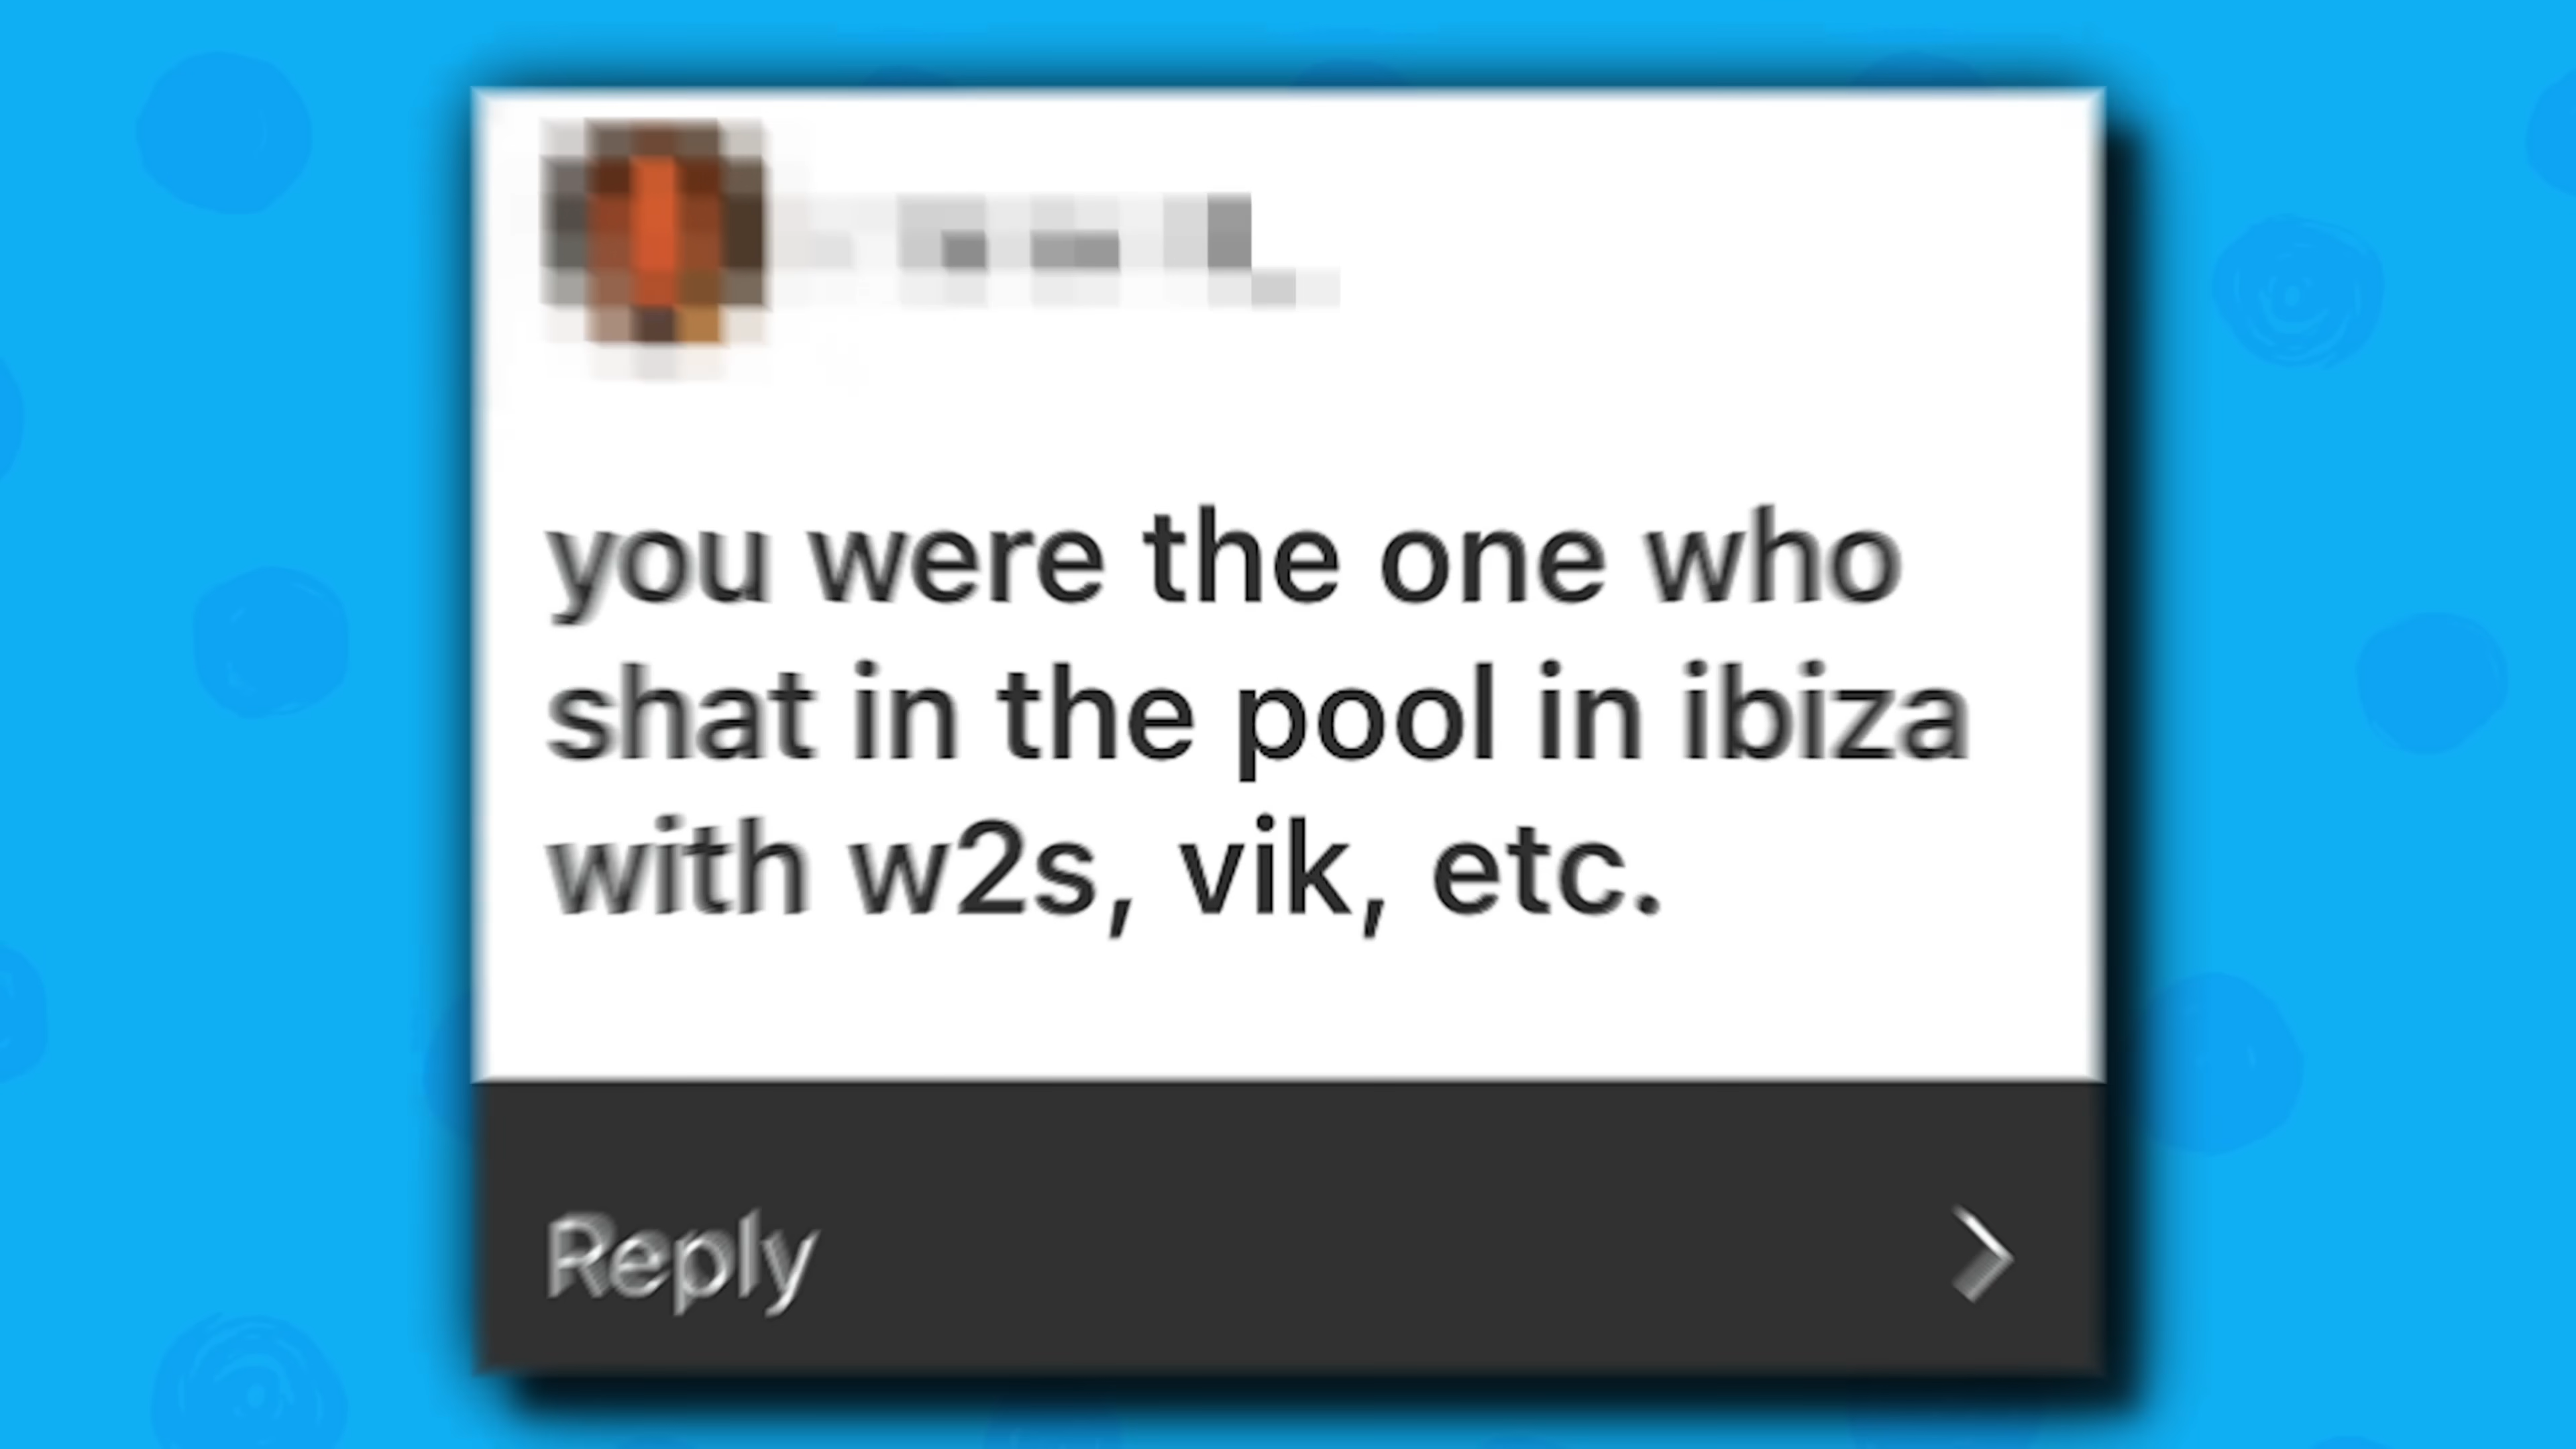 you were the one who
shat in the pool in ibiza
with w2s, vik, etc.
Reply